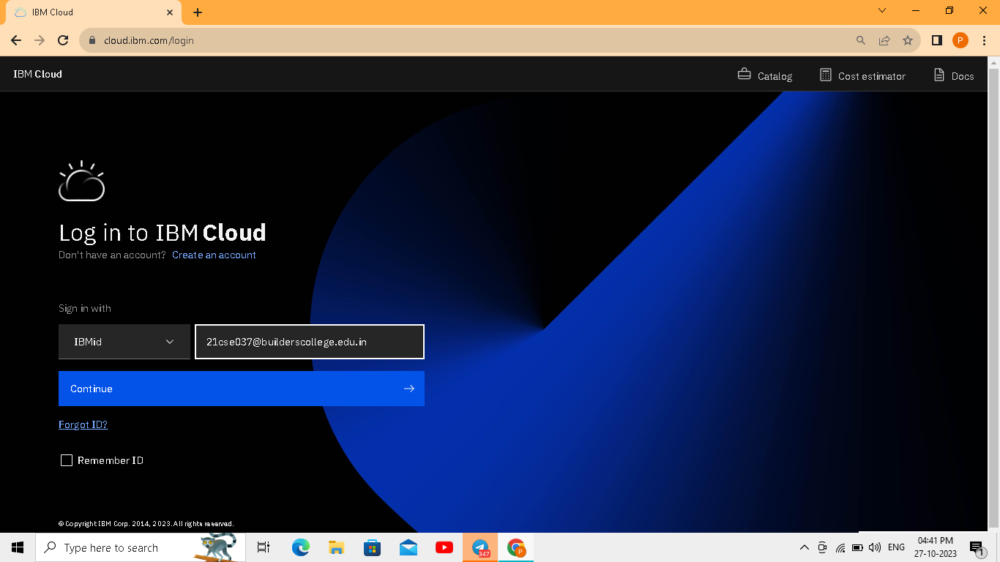 IBM Cloud
cloud.ibm.com/login
P
IBM Cloud
Catalog
Cost estimator
Docs
Log in to IBM Cloud
Don't have an account? Create an account
Sign in with
IBMid
21cse037@builderscollege.edu.in
Continue
Forgot ID?
Remember ID
© Copyright IBM Corp. 2014, 2023. All rights reserved.
Type here to search
347
P
ENG
04:41 PM
27-10-2023
1